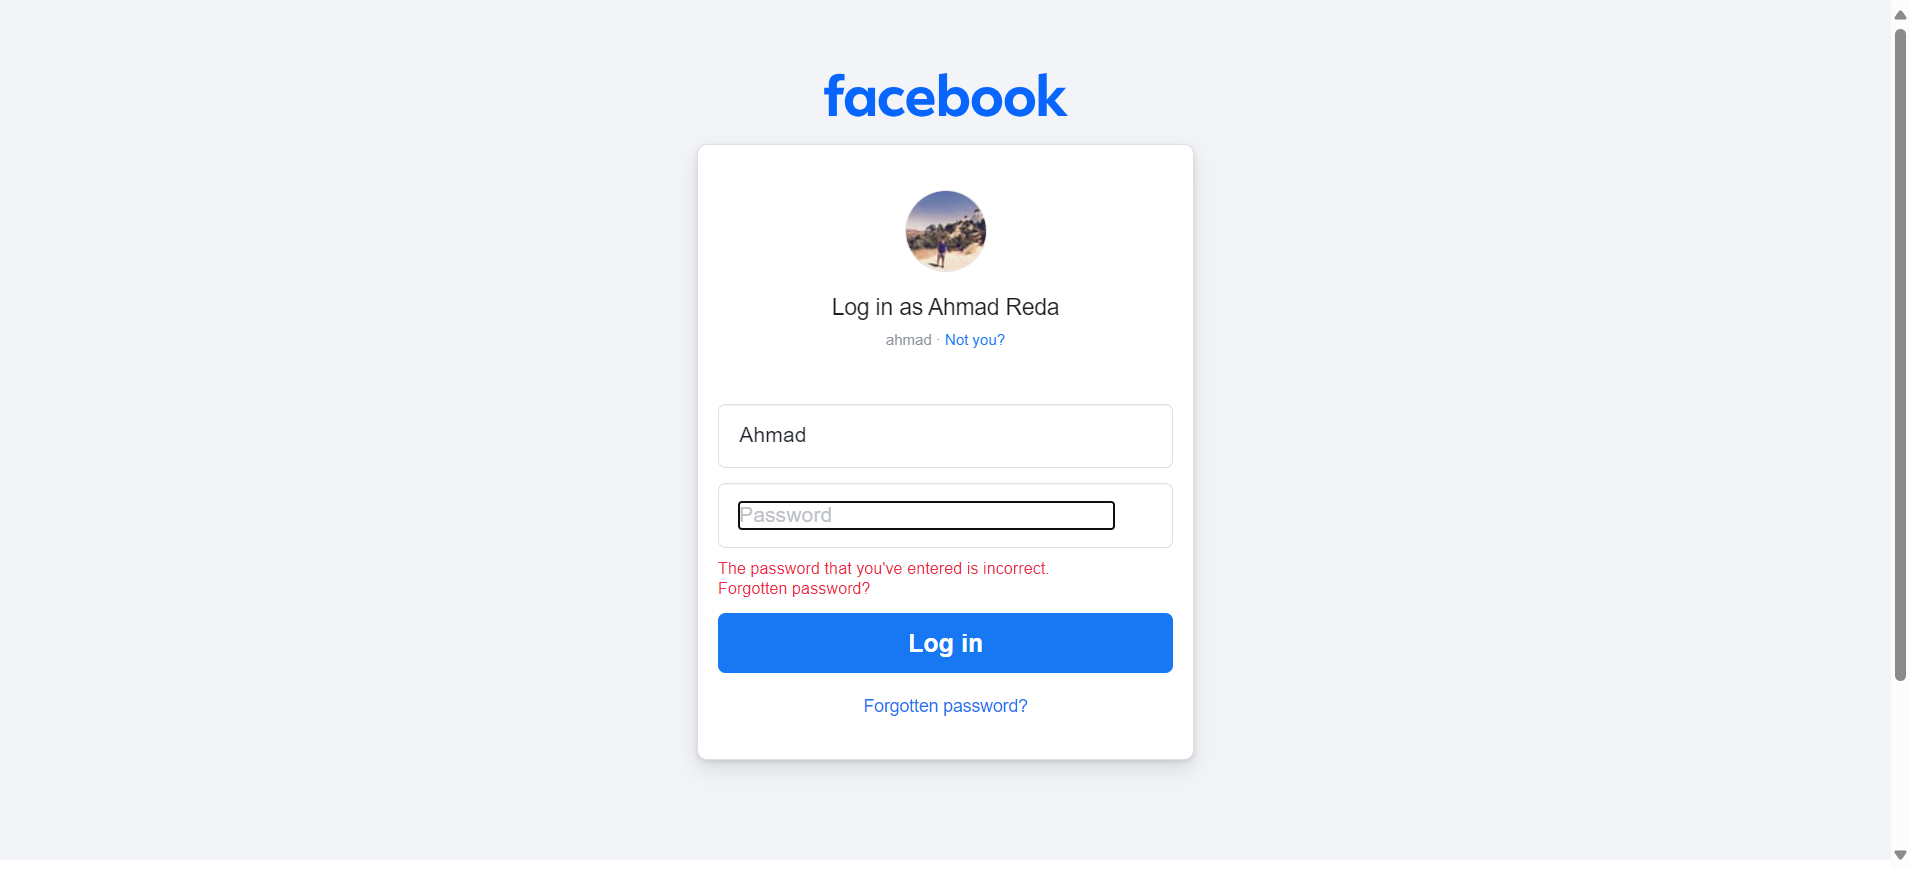 facebook
Log in as Ahmad Reda
ahmad · Not you?
Ahmad
Password
The password that you've entered is incorrect.
Forgotten password?
Log in
Forgotten password?